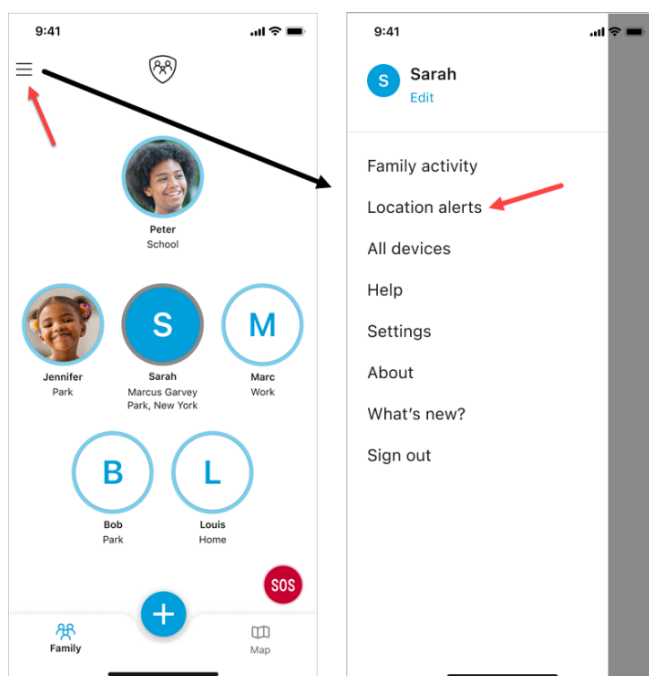 9:41
Peter
School
S
M
Jennifer
Park
Sarah
Marcus Garvey
Park, New York
Marc
Work
B
L
Bob
Park
Louis
Home
SOS
+
Family
Map
9:41
S
Sarah
Edit
Family activity
Location alerts
All devices
Help
Settings
About
What's new?
Sign out